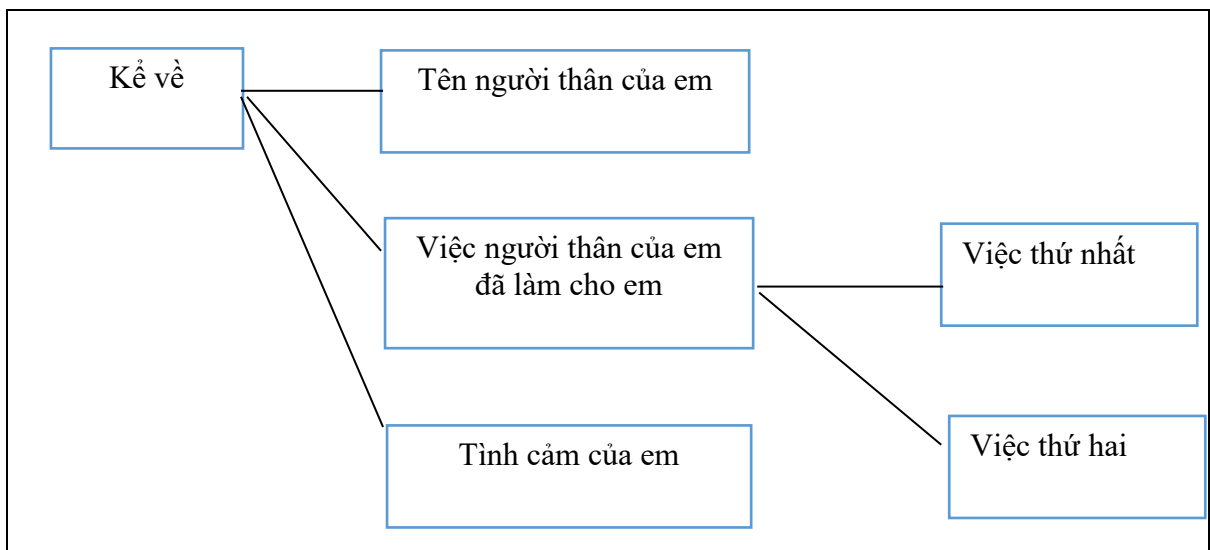 Kể về
Tên người thân của em
Việc người thân của em
đã làm cho em
Việc thứ nhất
Tình cảm của em
Việc thứ hai